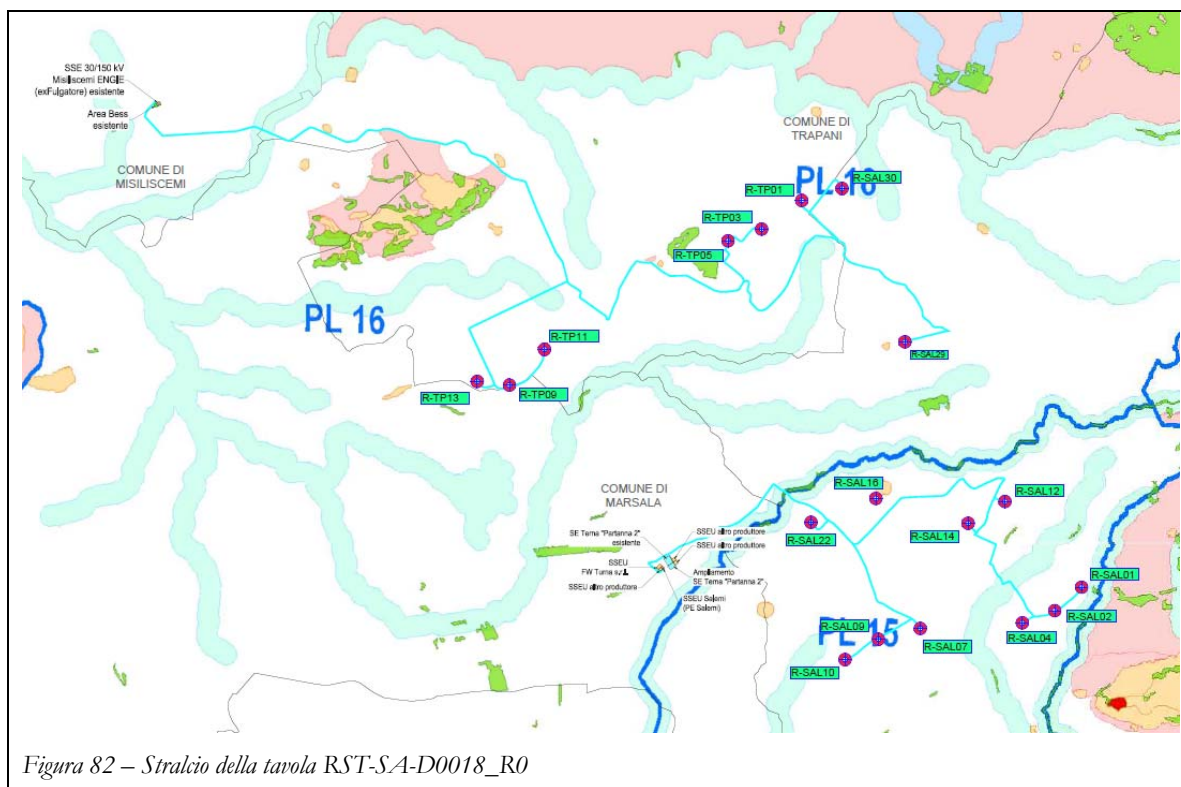 SSE 30/150 kV
Misiliscemi ENGIE
(exFulgatore) esistente
Area Bess
esistente
COMUNE DI
MISILISCEMI
COMUNE DI
TRAPANI
PL 16
R-SAL30
R-TP01
R-TP03
R-TP05
PL 16
R-TP11
R-SAL29
R-TP13
R-TP09
COMUNE DI
MARSALA
R-SAL16
R-SAL12
SE Terna "Partanna 2"
esistente
SSEU altro produttore
SSEU altro produttore
R-SAL22
R-SAL14
SSEU
FW Turna s.r.l.
SSEU altro produttore
Ampliamento
SE Terna "Partanna 2"
SSEU Salemi
(PE Salemi)
R-SAL01
R-SAL02
R-SAL04
R-SAL09
PL 15
R-SAL07
R-SAL10
Figura 82 – Stralcio della tavola RST-SA-D0018_R0